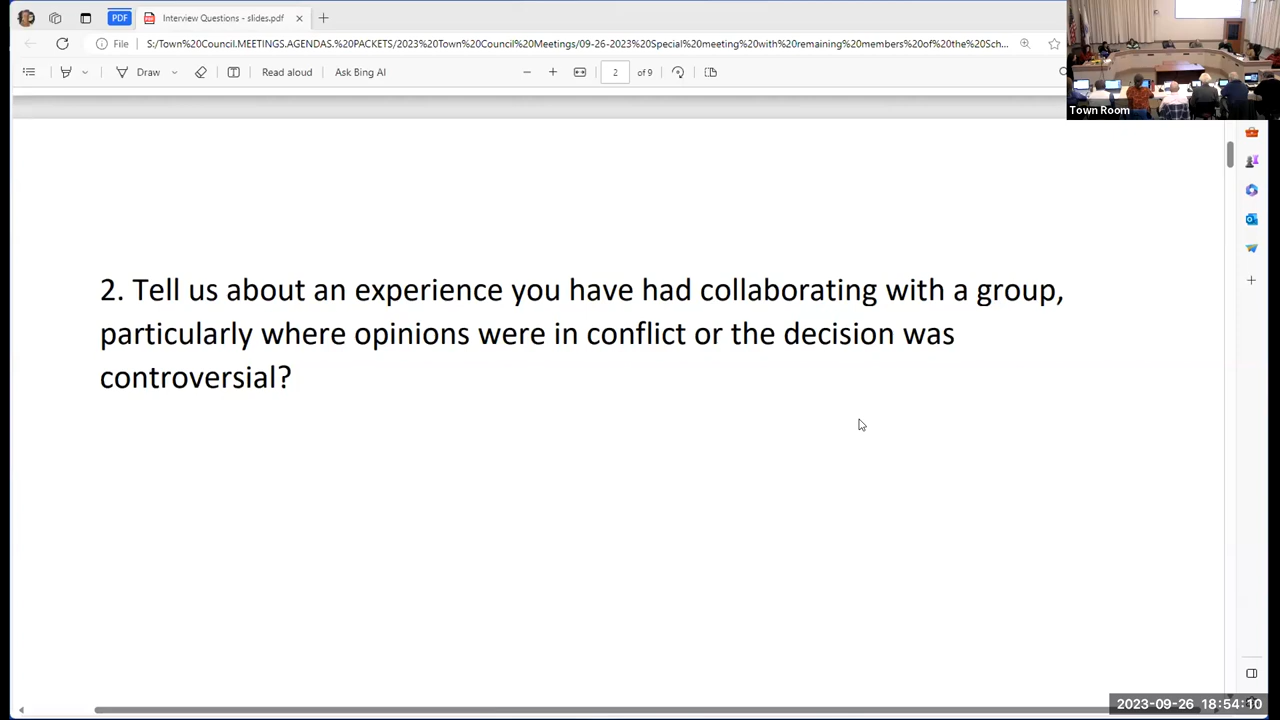 PDF
Interview Questions - slides.pdf
File
S:/Town%20Council.MEETINGS.AGENDAS.%20PACKETS/2023%20Town%20Council%20Meetings/09-26-2023%20Special%20meeting%20with%20remaining%20members%20of%20the%20Sch...
Draw
Read aloud
Ask Bing AI
2
of 9
Town Room
2. Tell us about an experience you have had collaborating with a group,
particularly where opinions were in conflict or the decision was
controversial?
2023-09-26 18:54:10